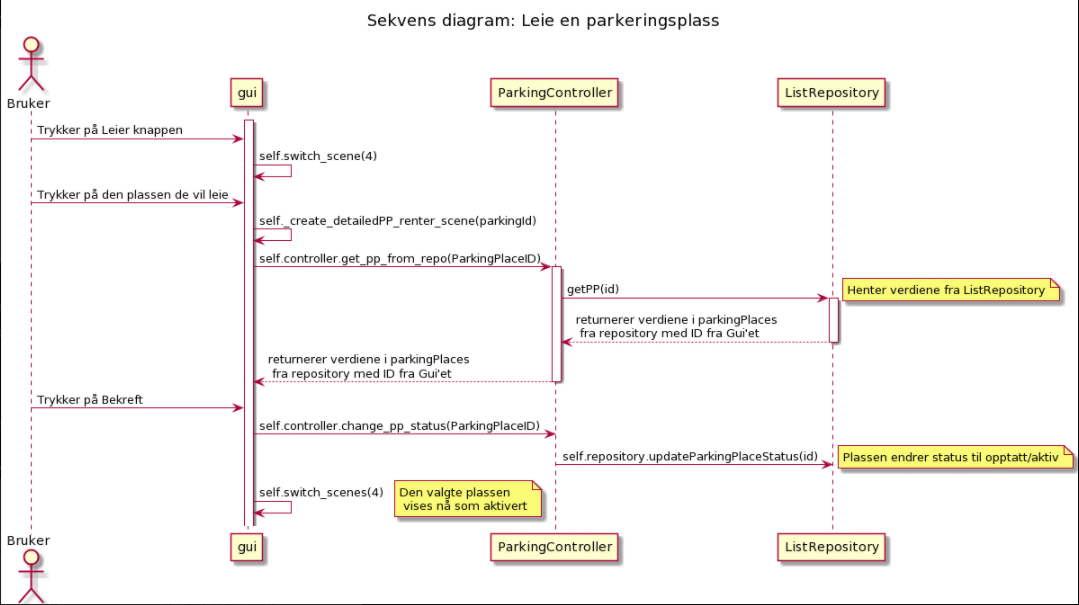 Sekvens diagram: Leie en parkeringsplass
Bruker
gui
ParkingController
ListRepository
Trykker på Leier knappen
self.switch_scene(4)
Trykker på den plassen de vil leie
self._create_detailedPP_renter_scene(parkingId)
self.controller.get_pp_from_repo(ParkingPlaceID)
getPP(id)
Henter verdiene fra ListRepository
returnerer verdiene i parkingPlaces
fra repository med ID fra Gui'et
returnerer verdiene i parkingPlaces
fra repository med ID fra Gui'et
Trykker på Bekreft
self.controller.change_pp_status(ParkingPlaceID)
self.repository.updateParkingPlaceStatus(id)
Plassen endrer status til opptatt/aktiv
self.switch_scenes(4)
Den valgte plassen
vises nå som aktivert
Bruker
gui
ParkingController
ListRepository